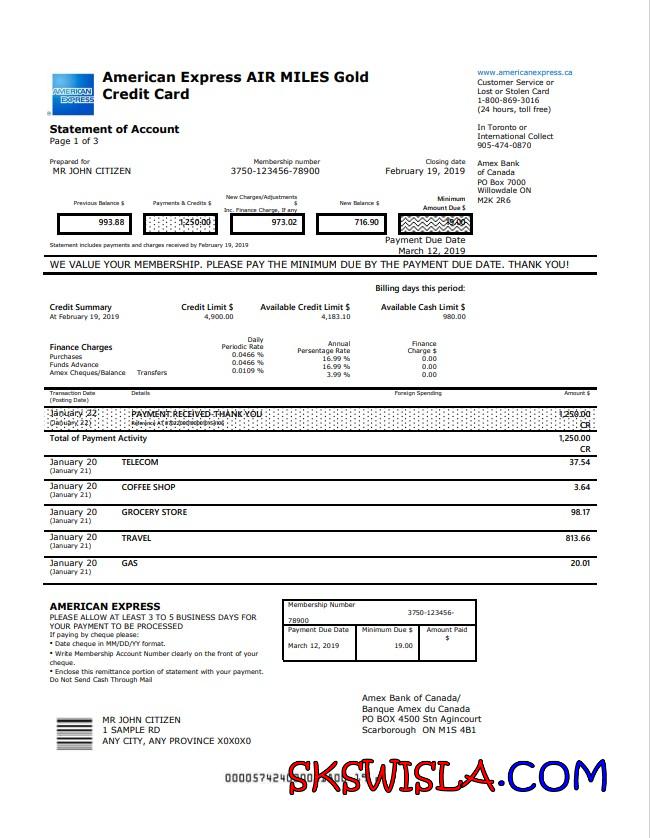 American Express AIR MILES Gold
Credit Card
AMERICAN
EXPRESS
®
www.americanexpress.ca
Customer Service or
Lost or Stolen Card
1-800-869-3016
(24 hours, toll free)
In Toronto or
International Collect
905-474-0870
Amex Bank
of Canada
PO Box 7000
Willowdale ON
M2K 2R6
Statement of Account
Page 1 of 3
Prepared for Membership number Closing date
MR JOHN CITIZEN 3750-123456-78900 February 19, 2019
Previous Balance $ Payments & Credits $ New Charges/Adjustments $ Inc. Finance Charge, If any New Balance $ Minimum Amount Due $
993.88 1,250.00 973.02 716.90 19.00
Statement includes payments and charges received by February 19, 2019
Payment Due Date
March 12, 2019
WE VALUE YOUR MEMBERSHIP. PLEASE PAY THE MINIMUM DUE BY THE PAYMENT DUE DATE. THANK YOU!
Billing days this period:
Credit Summary Credit Limit $ Available Credit Limit $ Available Cash Limit $
At February 19, 2019 4,900.00 4,183.10 980.00
Finance Charges Daily Periodic Rate Annual Persentage Rate Finance Charge $
Purchases 0.0466 % 16.99 % 0.00
Funds Advance 0.0466 % 16.99 % 0.00
Amex Cheques/Balance Transfers 0.0109 % 3.99 % 0.00
Transaction Date Details Foreign Spending Amount $
(Posting Date)
January 22 PAYMENT RECEIVED-THANK YOU 1,250.00
(January 22) Reference AT CR
Total of Payment Activity 1,250.00
CR
January 20 TELECOM 37.54
(January 21)
January 20 COFFEE SHOP 3.64
(January 21)
January 20 GROCERY STORE 98.17
(January 21)
January 20 TRAVEL 813.66
(January 21)
January 20 GAS 20.01
(January 21)
AMERICAN EXPRESS
PLEASE ALLOW AT LEAST 3 TO 5 BUSINESS DAYS FOR
YOUR PAYMENT TO BE PROCESSED
If paying by cheque please:
• Date cheque in MM/DD/YY format.
• Write Membership Account Number clearly on the front of your
cheque.
• Enclose this remittance portion of statement with your payment.
Do Not Send Cash Through Mail
Membership Number
3750-123456-
78900
Payment Due Date Minimum Due $ Amount Paid
$
March 12, 2019 19.00
Amex Bank of Canada/
Banque Amex du Canada
PO BOX 4500 Stn Agincourt
Scarborough ON M1S 4B1
MR JOHN CITIZEN
1 SAMPLE RD
ANY CITY, ANY PROVINCE X0X0X0
SKSWISLA.COM